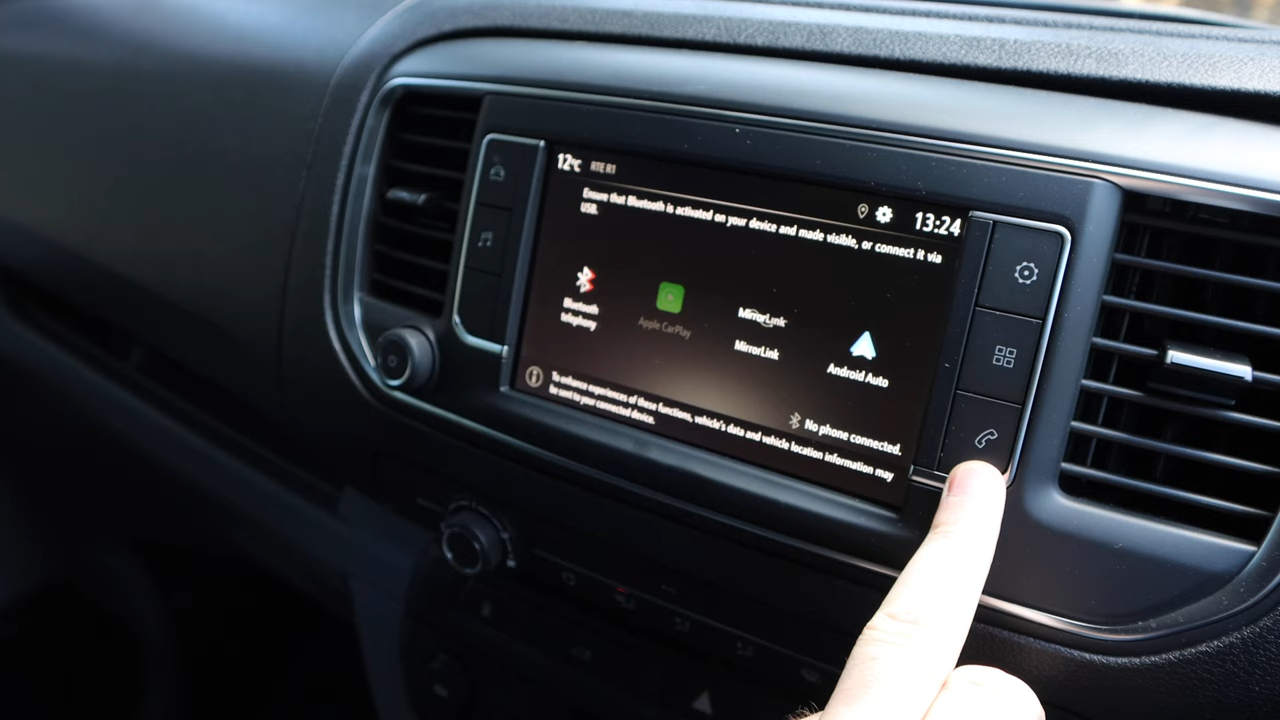 12°C RTE R1
13:24
Ensure that Bluetooth is activated on your device and made visible, or connect it via
USB.
Bluetooth
telephony
Apple CarPlay
MirrorLink
MirrorLink
Android Auto
No phone connected.
To enhance experiences of these functions, vehicle's data and vehicle location information may
be sent to your connected device.